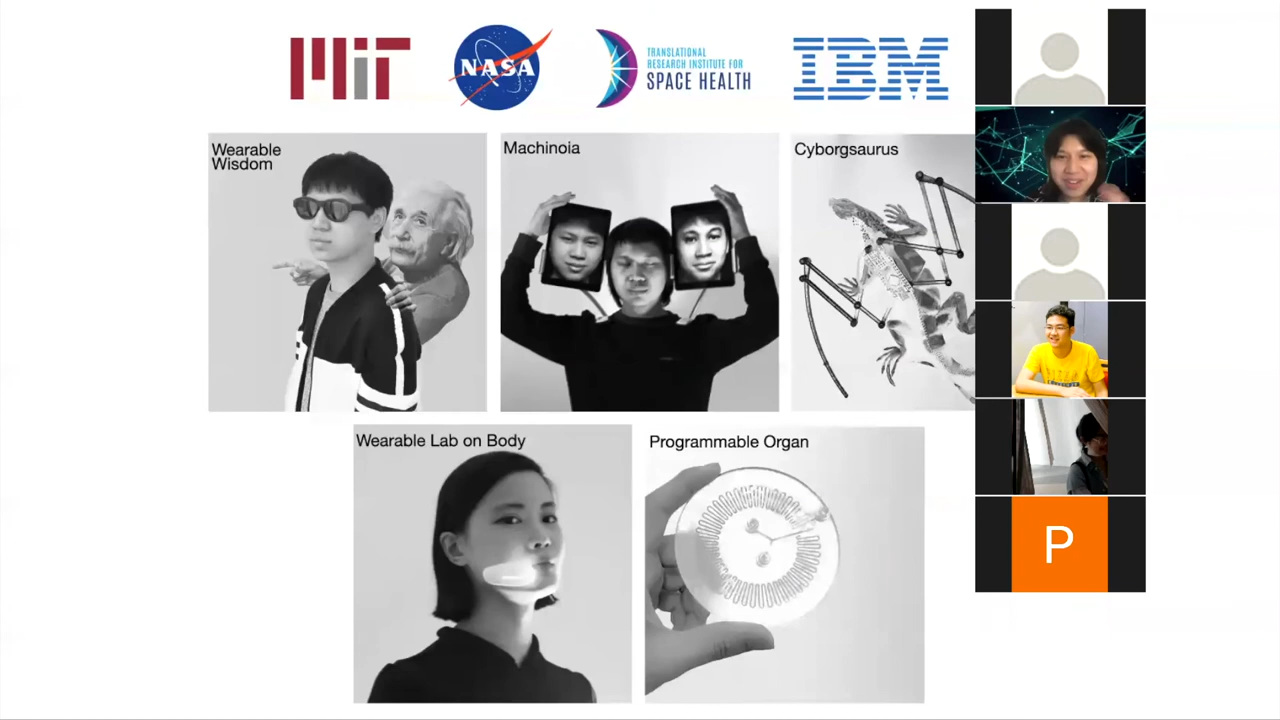 MIT
NASA
TRANSLATIONAL
RESEARCH INSTITUTE FOR
SPACE HEALTH
IBM
Wearable
Wisdom
Machinoia
Cyborgsaurus
Wearable Lab on Body
Programmable Organ
P